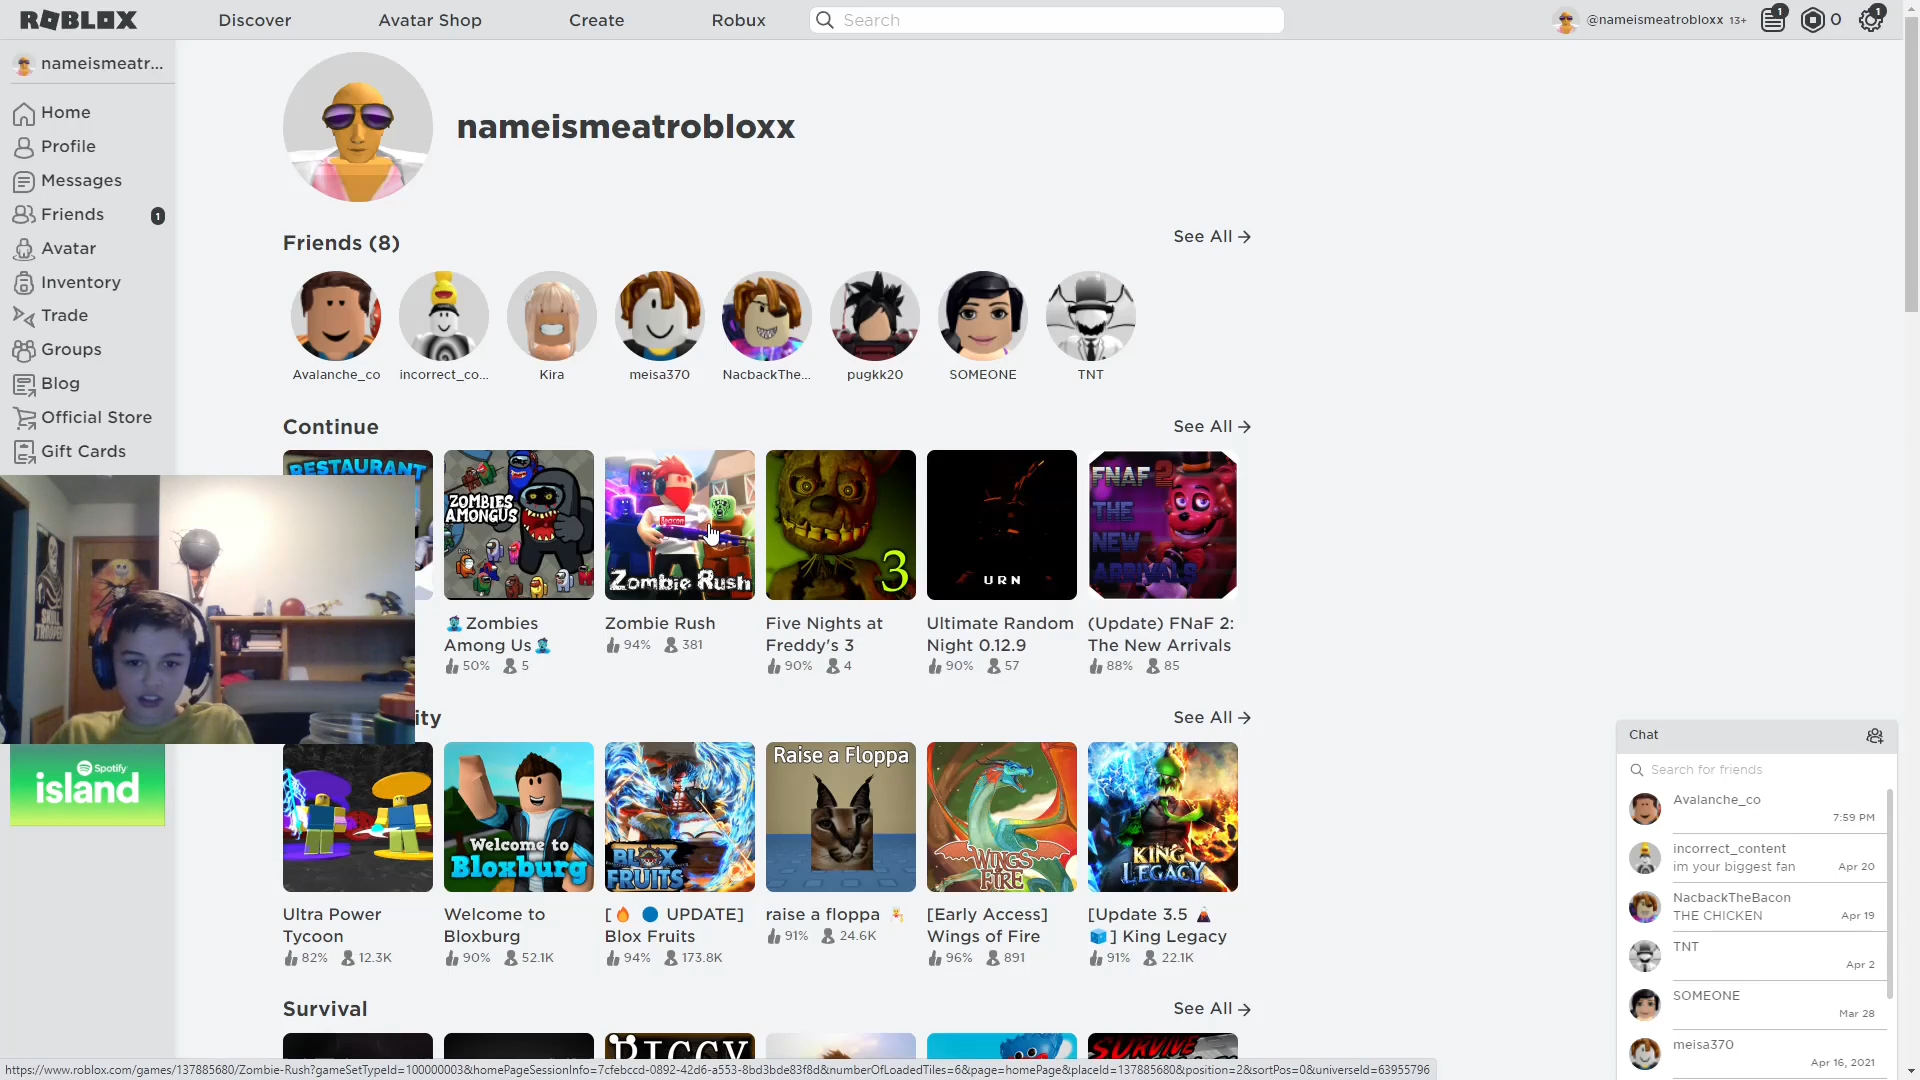 ROBLOX
Discover
Avatar Shop
Create
Robux
Search
@nameismeatrobloxx 13+
1
0
1
nameismeatr...
Home
Profile
Messages
Friends
1
Avatar
Inventory
Trade
Groups
Blog
Official Store
Gift Cards
nameismeatrobloxx
Friends (8)
See All
Avalanche_co
incorrect_co...
Kira
meisa370
NacbackThe...
pugkk20
SOMEONE
TNT
Continue
See All
RESTAURANT
ZOMBIES
AMONGUS
Zombie Rush
3
URN
FNAF 2
THE
NEW
ARRIVALS
🧟Zombies
Among Us🧟
50% 5
Zombie Rush
94% 381
Five Nights at
Freddy's 3
90% 4
Ultimate Random
Night 0.12.9
90% 57
(Update) FNaF 2:
The New Arrivals
88% 85
SKULL
TROOPER
ity
See All
Spotify
island
Welcome to
Bloxburg
BLOX
FRUITS
Raise a Floppa
WINGS
OF
FIRE
KING
LEGACY
Ultra Power
Tycoon
82% 12.3K
Welcome to
Bloxburg
90% 52.1K
[🔥 🔵 UPDATE]
Blox Fruits
94% 173.8K
raise a floppa
91% 24.6K
[Early Access]
Wings of Fire
96% 891
[Update 3.5 🌋
🧊] King Legacy
91% 22.1K
Survival
See All
PIGGY
SURVIVE
Chat
Search for friends
Avalanche_co
7:59 PM
incorrect_content
im your biggest fan
Apr 20
NacbackTheBacon
THE CHICKEN
Apr 19
TNT
Apr 2
SOMEONE
Mar 28
meisa370
Apr 16, 2021
https://www.roblox.com/games/137885680/Zombie-Rush?gameSetTypeId=100000003&homePageSessionInfo=7cfebccd-0892-42d6-a553-8bd3bde83f8d&numberOfLoadedTiles=6&page=homePage&placeId=137885680&position=2&sortPos=0&universeId=63955796